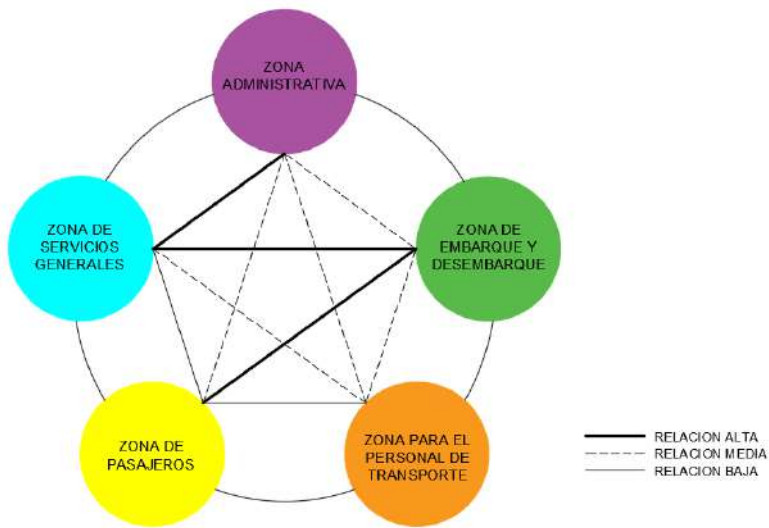 ZONA
ADMINISTRATIVA
ZONA DE
SERVICIOS
GENERALES
ZONA DE
EMBARQUE Y
DESEMBARQUE
ZONA DE
PASAJEROS
ZONA PARA EL
PERSONAL DE
TRANSPORTE
RELACION ALTA
RELACION MEDIA
RELACION BAJA